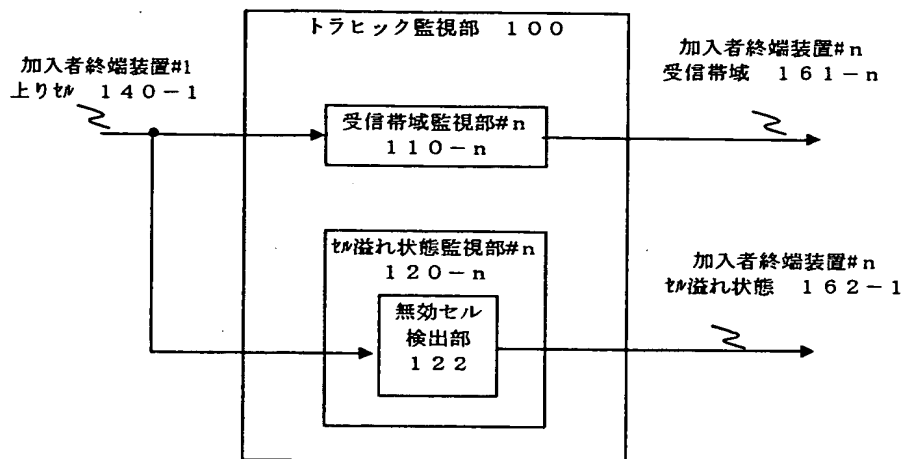 トラヒック監視部 100
加入者終端装置#1
上りセル 140-1
加入者終端装置#n
受信帯域 161-n
受信帯域監視部#n
110-n
セル溢れ状態監視部#n
120-n
無効セル
検出部
122
加入者終端装置#n
セル溢れ状態 162-1